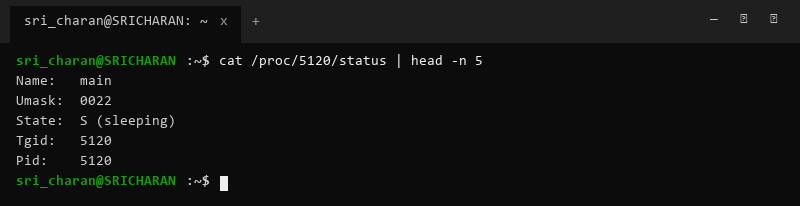 sri_charan@SRICHARAN: ~ x +
sri_charan@SRICHARAN :~$ cat /proc/5120/status | head -n 5
Name:   main
Umask:  0022
State:  S (sleeping)
Tgid:   5120
Pid:    5120
sri_charan@SRICHARAN :~$